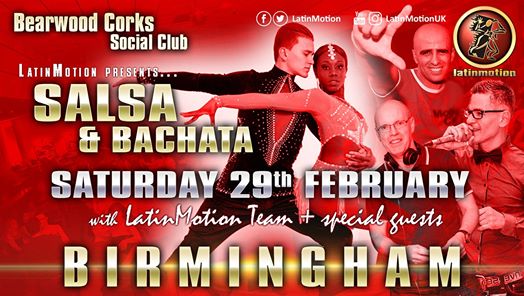 Bearwood Corks
Social Club
LatinMotion
LatinMotionUK
latinmotion
LATINMOTION PRESENTS...
SALSA
& BACHATA
SATURDAY 29th FEBRUARY
with LatinMotion Team + special guests
BIRMINGHAM